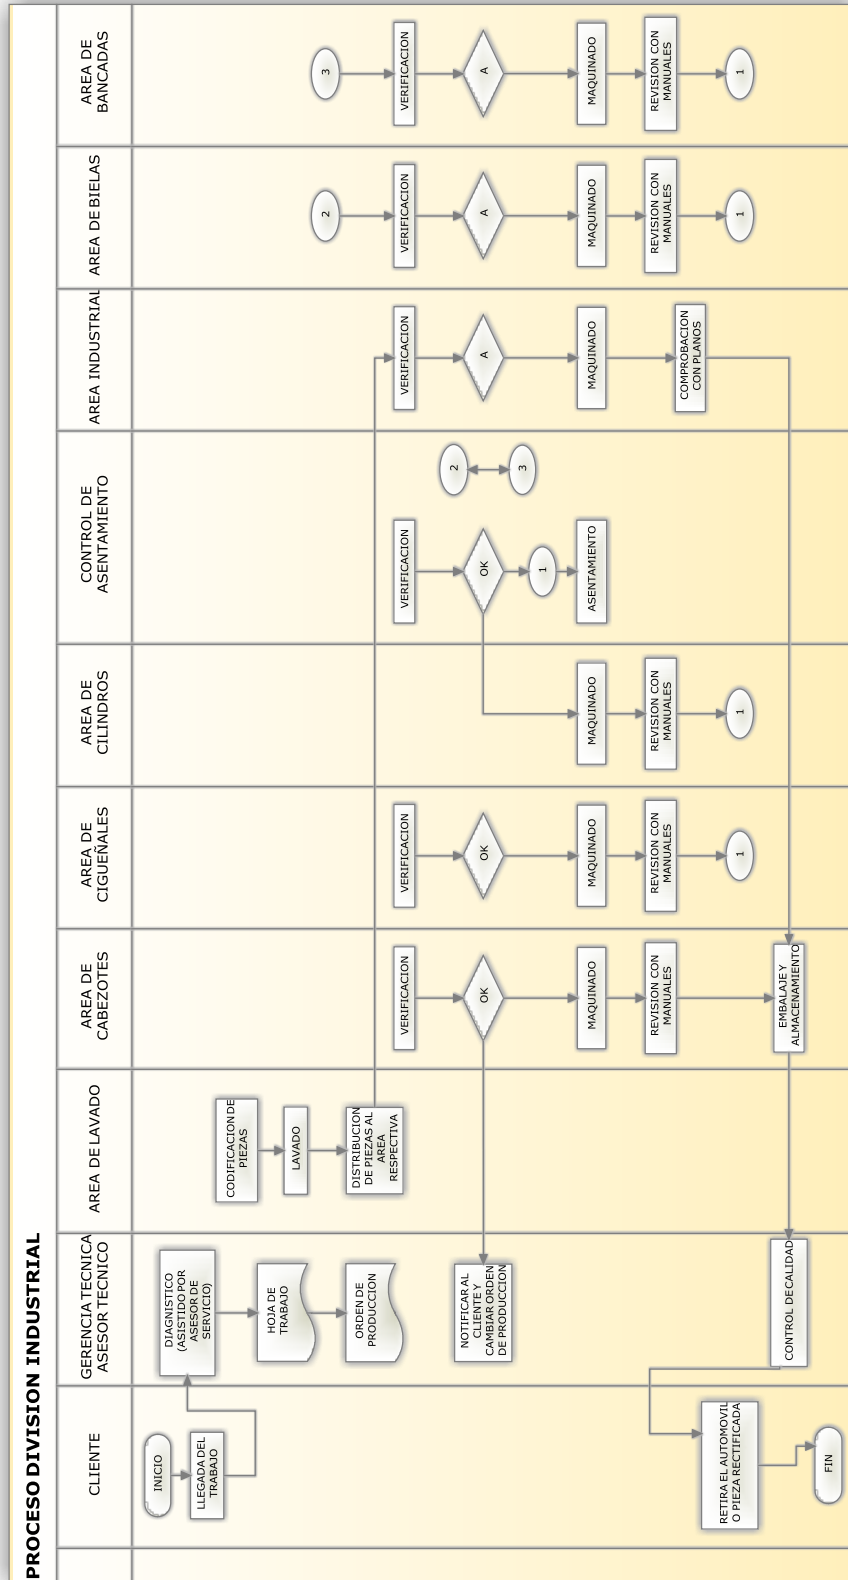 PROCESO DIVISION INDUSTRIAL
CLIENTE
INICIO
LLEGADA DEL
TRABAJO
RETIRA EL AUTOMOVIL
O PIEZA RECTIFICADA
FIN
GERENCIA TECNICA
ASESOR TECNICO
DIAGNISTICO
(ASISTIDO POR
ASESOR DE
SERVICIO)
HOJA DE
TRABAJO
ORDEN DE
PRODUCCION
NOTIFICAR AL
CLIENTE Y
CAMBIAR ORDEN
DE PRODUCCION
CONTROL DE CALIDAD
AREA DE LAVADO
CODIFICACION DE
PIEZAS
LAVADO
DISTRIBUCION
DE PIEZAS AL
AREA
RESPECTIVA
AREA DE
CABEZOTES
VERIFICACION
OK
MAQUINADO
REVISION CON
MANUALES
EMBALAJE Y
ALMACENAMIENTO
AREA DE
CIGUEÑALES
VERIFICACION
OK
MAQUINADO
REVISION CON
MANUALES
1
AREA DE
CILINDROS
MAQUINADO
REVISION CON
MANUALES
1
CONTROL DE
ASENTAMIENTO
VERIFICACION
OK
1
ASENTAMIENTO
2
3
AREA INDUSTRIAL
VERIFICACION
A
MAQUINADO
COMPROBACION
CON PLANOS
AREA DE BIELAS
2
VERIFICACION
A
MAQUINADO
REVISION CON
MANUALES
1
AREA DE
BANCADAS
3
VERIFICACION
A
MAQUINADO
REVISION CON
MANUALES
1